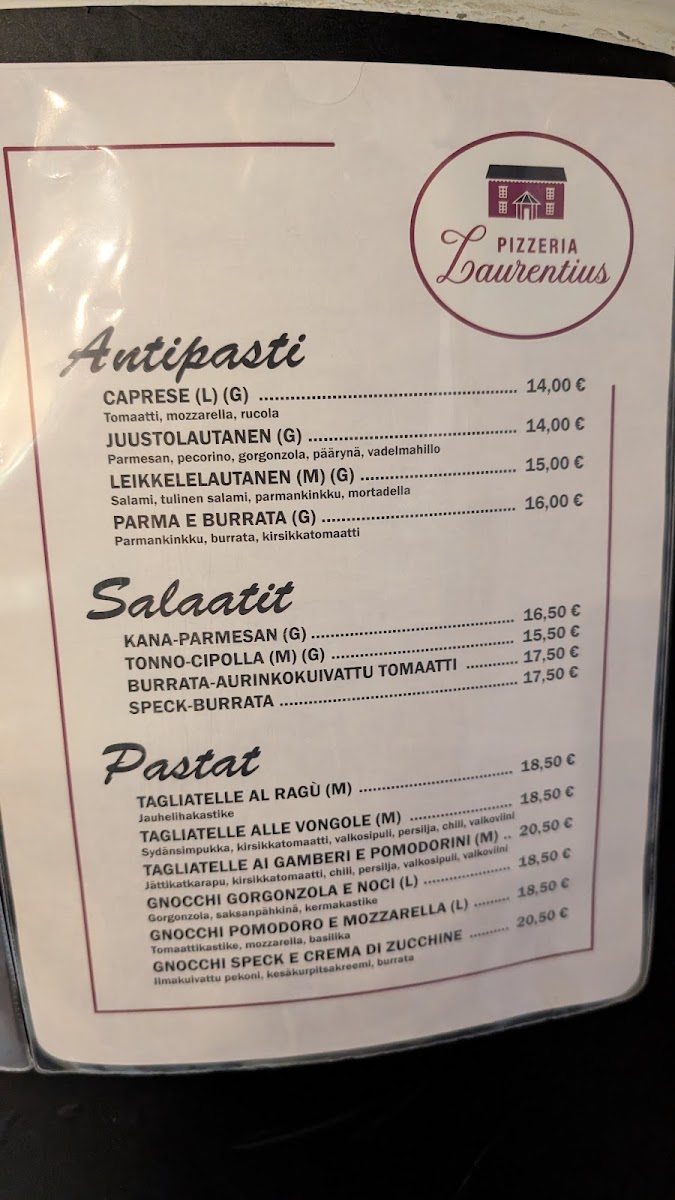 PIZZERIA
Laurentius
Antipasti
CAPRESE (L) (G) ........ 14,00 €
Tomaatti, mozzarella, rucola
JUUSTOLAUTANEN (G) ........ 14,00 €
Parmesan, pecorino, gorgonzola, päärynä, vadelmahillo
LEIKKELELAUTANEN (M) (G) ........ 15,00 €
Salami, tulinen salami, parmankinkku, mortadella
PARMA E BURRATA (G) ........ 16,00 €
Parmankinkku, burrata, kirsikkatomaatti
Salaatit
KANA-PARMESAN (G) ........ 16,50 €
TONNO-CIPOLLA (M) (G) ........ 15,50 €
BURRATA-AURINKOKUIVATTU TOMAATTI ........ 17,50 €
SPECK-BURRATA ........ 17,50 €
Pastat
TAGLIATELLE AL RAGÙ (M) ........ 18,50 €
Jauhelihakastike
TAGLIATELLE ALLE VONGOLE (M) ........ 18,50 €
Sydänsimpukka, kirsikkatomaatti, valkosipuli, persilja, chili, valkoviini
TAGLIATELLE AI GAMBERI E POMODORINI (M) .. 20,50 €
Jättikatkarapu, kirsikkatomaatti, chili, persilja, valkosipuli, valkoviini
GNOCCHI GORGONZOLA E NOCI (L) ........ 18,50 €
Gorgonzola, saksanpähkinä, kermakastike
GNOCCHI POMODORO E MOZZARELLA (L) ........ 18,50 €
Tomaattikastike, mozzarella, basilika
GNOCCHI SPECK E CREMA DI ZUCCHINE ........ 20,50 €
Ilmakuivattu pekoni, kesäkurpitsakreemi, burrata